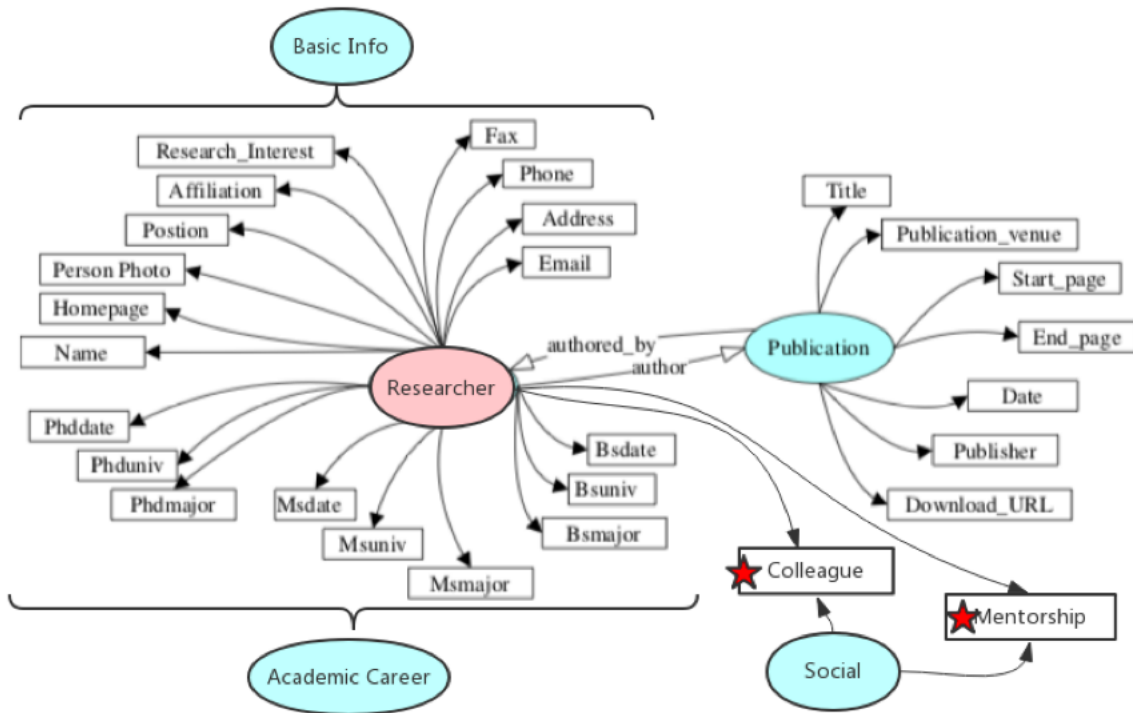 Basic Info
Fax
Research_Interest
Phone
Affiliation
Title
Postion
Address
Publication_venue
Person Photo
Email
Start_page
Homepage
End_page
Name
authored_by
Publication
author
Researcher
Date
Phddate
Bsdate
Publisher
Phduniv
Bsuniv
Phdmajor
Msdate
Download_URL
Bsmajor
Msuniv
Colleague
Msmajor
Mentorship
Academic Career
Social